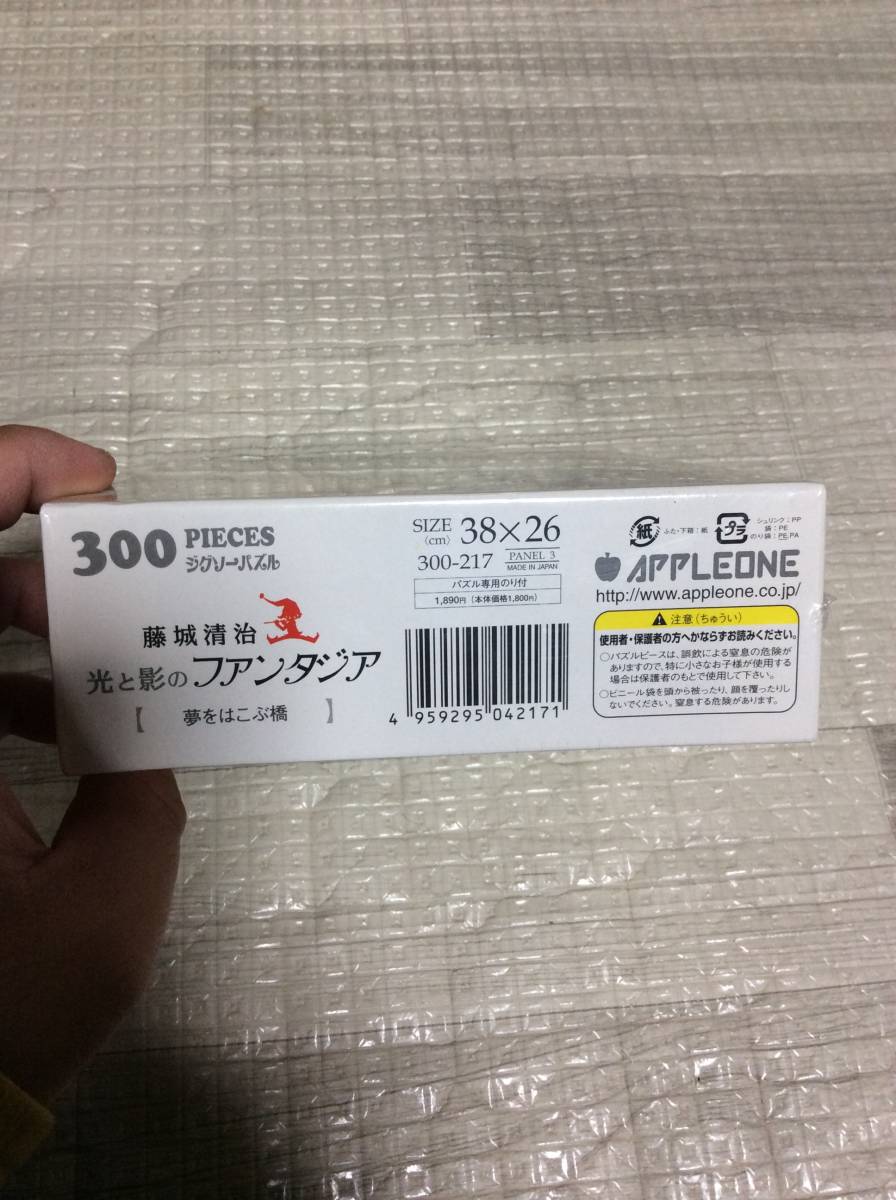 300 PIECES
ジグソーパズル
藤城清治
光と影のファンタジア
【 夢をはこぶ橋 】
SIZE (cm) 38×26
300-217 PANEL 3
MADE IN JAPAN
パズル専用のり付
1,890円(本体価格1,800円)
4 959295 042171
紙 ふた・下箱:紙
プラ シュリンク:PP
袋:PE
のり袋:PE,PA
APPLEONE
http://www.appleone.co.jp/
注意(ちゅうい)
使用者・保護者の方へかならずお読みください。
○パズルピースは、誤飲による窒息の危険が
ありますので、特に小さなお子様が使用する
場合は保護者のもとで使用して下さい。
○ビニール袋を頭から被ったり、顔を覆ったりし
ないでください。窒息する危険があります。